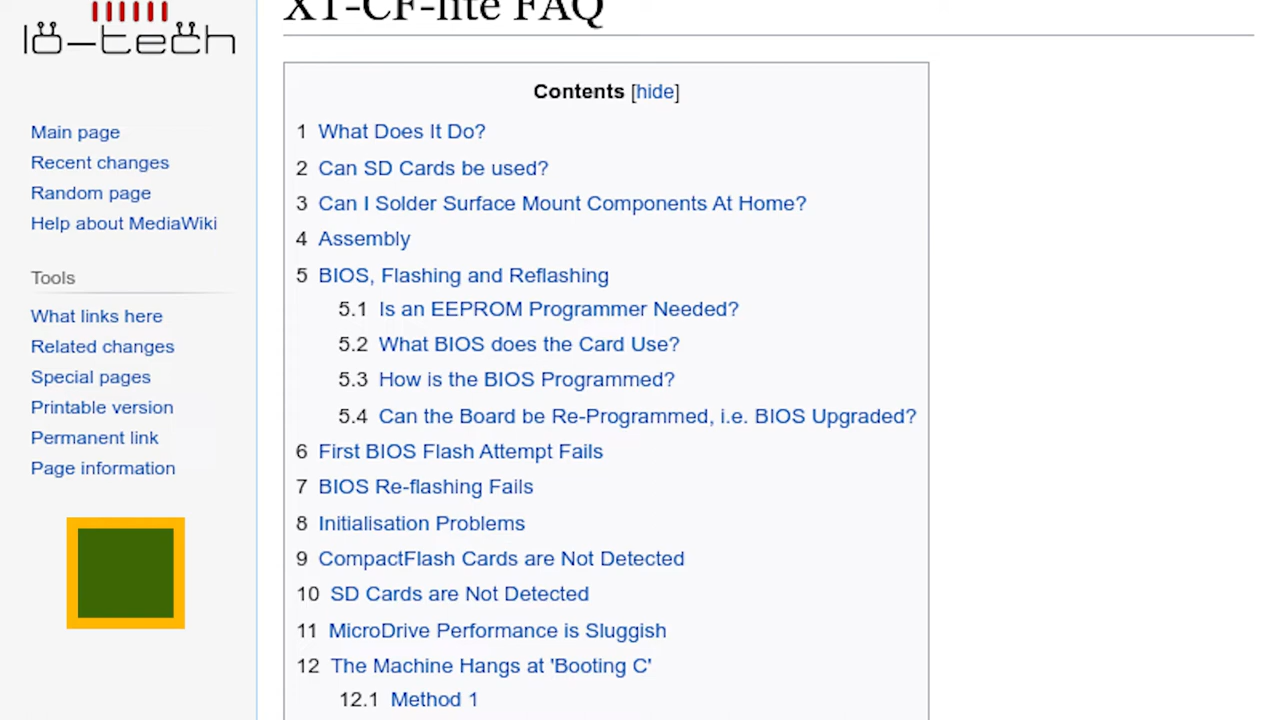 lö-tëch
Main page
Recent changes
Random page
Help about MediaWiki
Tools
What links here
Related changes
Special pages
Printable version
Permanent link
Page information
XT-CF-lite FAQ
Contents [hide]
1 What Does It Do?
2 Can SD Cards be used?
3 Can I Solder Surface Mount Components At Home?
4 Assembly
5 BIOS, Flashing and Reflashing
5.1 Is an EEPROM Programmer Needed?
5.2 What BIOS does the Card Use?
5.3 How is the BIOS Programmed?
5.4 Can the Board be Re-Programmed, i.e. BIOS Upgraded?
6 First BIOS Flash Attempt Fails
7 BIOS Re-flashing Fails
8 Initialisation Problems
9 CompactFlash Cards are Not Detected
10 SD Cards are Not Detected
11 MicroDrive Performance is Sluggish
12 The Machine Hangs at 'Booting C'
12.1 Method 1